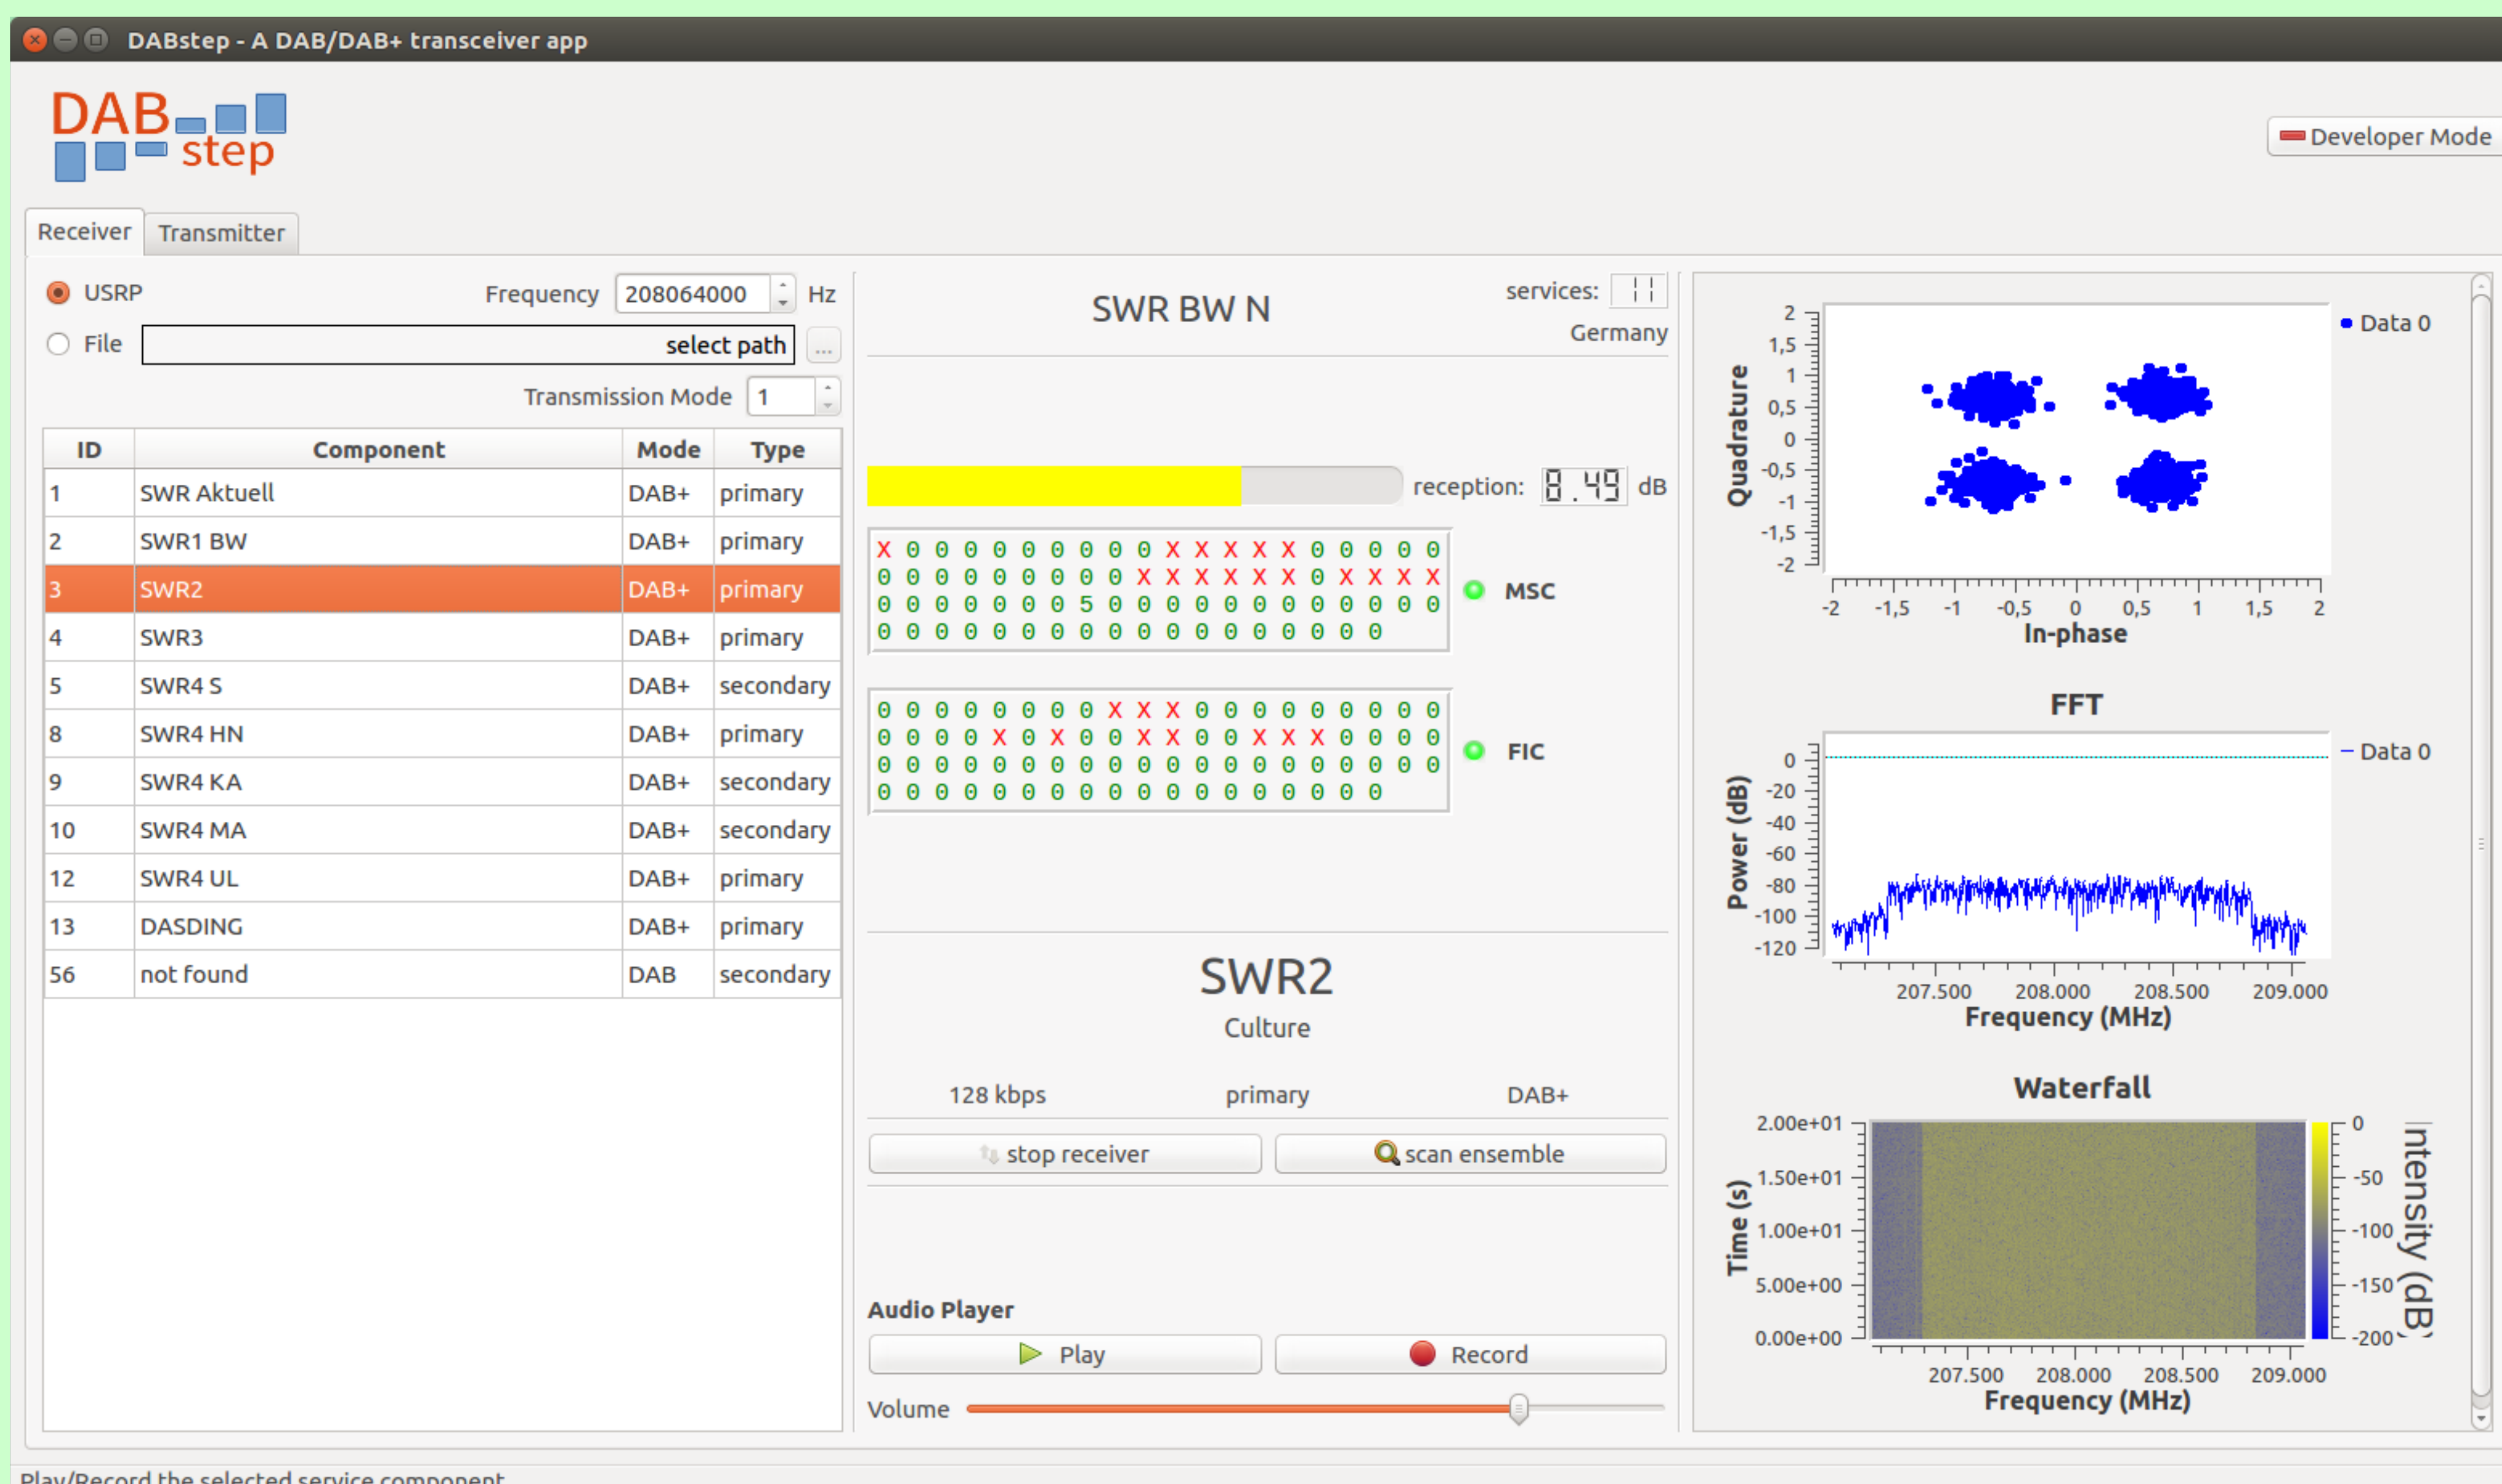 DABstep - A DAB/DAB+ transceiver app
DAB
step
Developer Mode
Receiver
Transmitter
USRP
Frequency 208064000 Hz
File select path ...
Transmission Mode 1
ID Component Mode Type
1 SWR Aktuell DAB+ primary
2 SWR1 BW DAB+ primary
3 SWR2 DAB+ primary
4 SWR3 DAB+ primary
5 SWR4 S DAB+ secondary
8 SWR4 HN DAB+ primary
9 SWR4 KA DAB+ secondary
10 SWR4 MA DAB+ secondary
12 SWR4 UL DAB+ primary
13 DASDING DAB+ primary
56 not found DAB secondary
SWR BW N
services: 11
Germany
reception: 8.49 dB
X 0 0 0 0 0 0 0 0 0 X X X X X 0 0 0 0 0
0 0 0 0 0 0 0 0 0 X X X X X X 0 X X X X
0 0 0 0 0 0 0 5 0 0 0 0 0 0 0 0 0 0 0 0
0 0 0 0 0 0 0 0 0 0 0 0 0 0 0 0 0 0
MSC
0 0 0 0 0 0 0 0 X X X 0 0 0 0 0 0 0 0 0
0 0 0 0 X 0 X 0 0 X X 0 0 X X X 0 0 0 0
0 0 0 0 0 0 0 0 0 0 0 0 0 0 0 0 0 0 0 0
0 0 0 0 0 0 0 0 0 0 0 0 0 0 0 0 0 0
FIC
SWR2
Culture
128 kbps primary DAB+
stop receiver
scan ensemble
Audio Player
Play
Record
Volume
Quadrature
2
1,5
1
0,5
0
-0,5
-1
-1,5
-2
Data 0
-2 -1,5 -1 -0,5 0 0,5 1 1,5 2
In-phase
FFT
Power (dB)
0
-20
-40
-60
-80
-100
-120
Data 0
207.500 208.000 208.500 209.000
Frequency (MHz)
Waterfall
Time (s)
2.00e+01
1.50e+01
1.00e+01
5.00e+00
0.00e+00
0
-50
-100
-150
-200
Intensity (dB)
207.500 208.000 208.500 209.000
Frequency (MHz)
Play/Record the selected service component